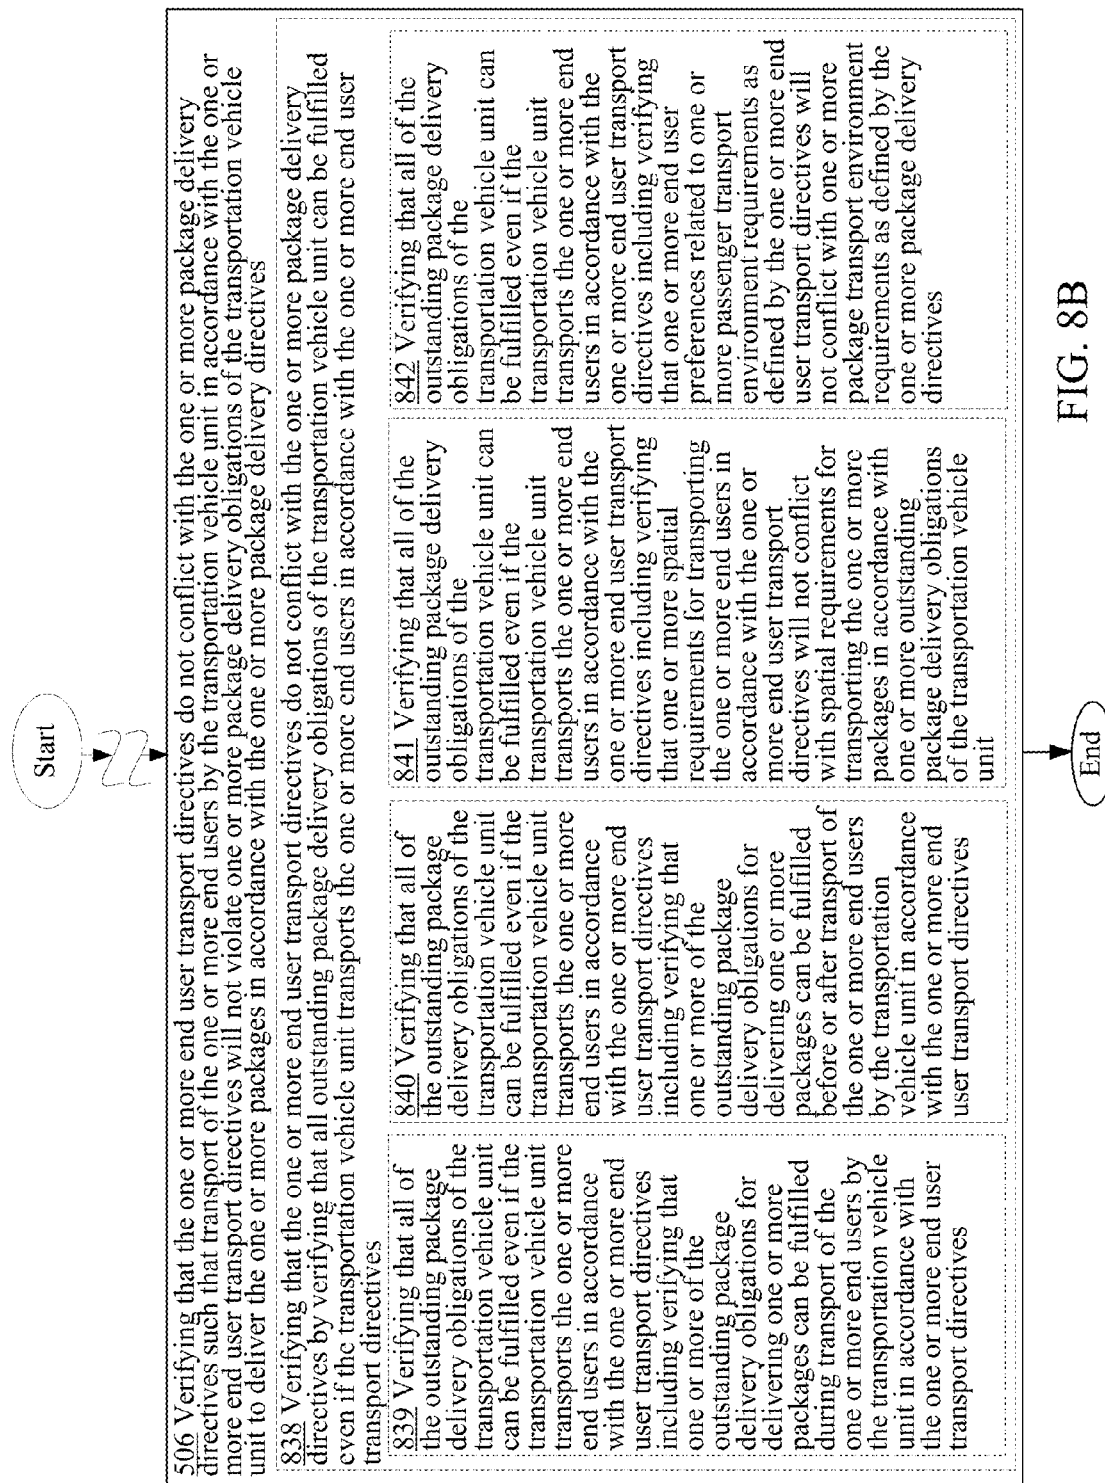 Start
506 Verifying that the one or more end user transport directives do not conflict with the one or more package delivery
directives such that transport of the one or more end users by the transportation vehicle unit in accordance with the one or
more end user transport directives will not violate one or more package delivery obligations of the transportation vehicle
unit to deliver the one or more packages in accordance with the one or more package delivery directives
838 Verifying that the one or more end user transport directives do not conflict with the one or more package delivery
directives by verifying that all outstanding package delivery obligations of the transportation vehicle unit can be fulfilled
even if the transportation vehicle unit transports the one or more end users in accordance with the one or more end user
transport directives
839 Verifying that all of
the outstanding package
delivery obligations of the
transportation vehicle unit
can be fulfilled even if the
transportation vehicle unit
transports the one or more
end users in accordance
with the one or more end
user transport directives
including verifying that
one or more of the
outstanding package
delivery obligations for
delivering one or more
packages can be fulfilled
during transport of the
one or more end users by
the transportation vehicle
unit in accordance with
the one or more end user
transport directives
840 Verifying that all of
the outstanding package
delivery obligations of the
transportation vehicle unit
can be fulfilled even if the
transportation vehicle unit
transports the one or more
end users in accordance
with the one or more end
user transport directives
including verifying that
one or more of the
outstanding package
delivery obligations for
delivering one or more
packages can be fulfilled
before or after transport of
the one or more end users
by the transportation
vehicle unit in accordance
with the one or more end
user transport directives
841 Verifying that all of the
outstanding package delivery
obligations of the
transportation vehicle unit can
be fulfilled even if the
transportation vehicle unit
transports the one or more end
users in accordance with the
one or more end user transport
directives including verifying
that one or more spatial
requirements for transporting
the one or more end users in
accordance with the one or
more end user transport
directives will not conflict
with spatial requirements for
transporting the one or more
packages in accordance with
one or more outstanding
package delivery obligations
of the transportation vehicle
unit
842 Verifying that all of the
outstanding package delivery
obligations of the
transportation vehicle unit can
be fulfilled even if the
transportation vehicle unit
transports the one or more end
users in accordance with the
one or more end user transport
directives including verifying
that one or more end user
preferences related to one or
more passenger transport
environment requirements as
defined by the one or more end
user transport directives will
not conflict with one or more
package transport environment
requirements as defined by the
one or more package delivery
directives
End
FIG. 8B